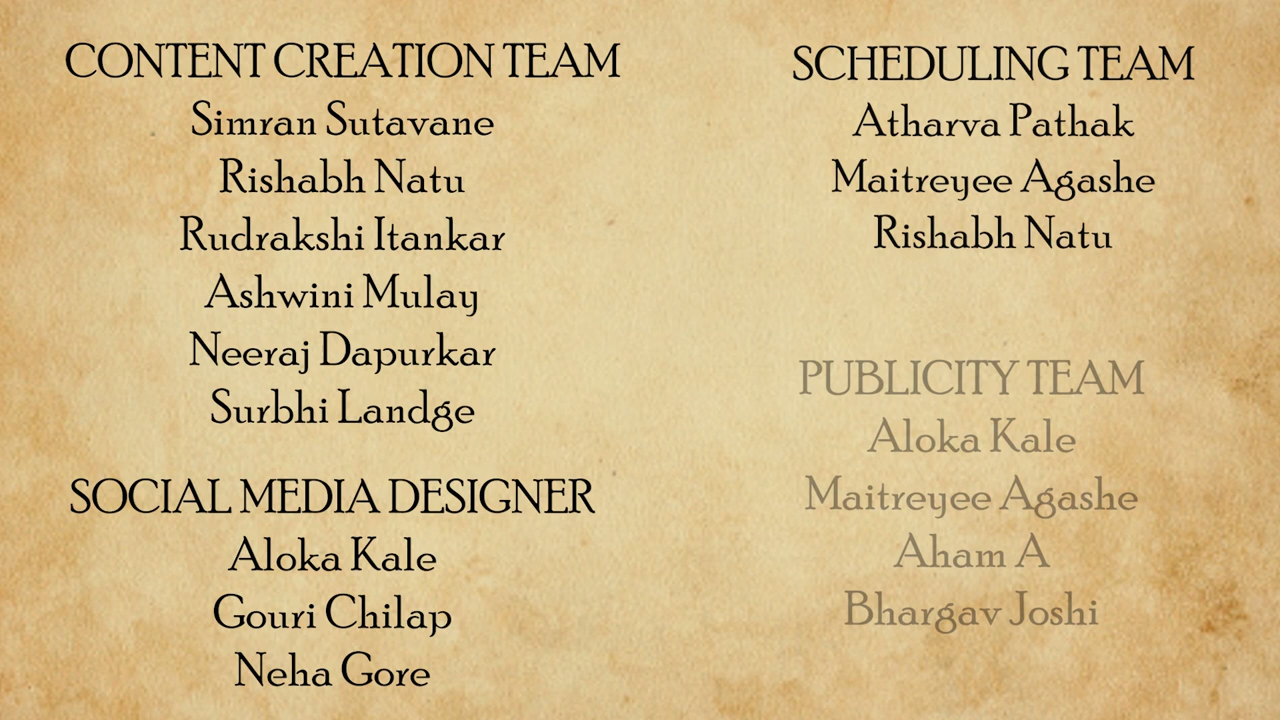 CONTENT CREATION TEAM
Simran Sutavane
Rishabh Natu
Rudrakshi Itankar
Ashwini Mulay
Neeraj Dapurkar
Surbhi Landge
SOCIAL MEDIA DESIGNER
Aloka Kale
Gouri Chilap
Neha Gore
SCHEDULING TEAM
Atharva Pathak
Maitreyee Agashe
Rishabh Natu
PUBLICITY TEAM
Aloka Kale
Maitreyee Agashe
Aham A
Bhargav Joshi